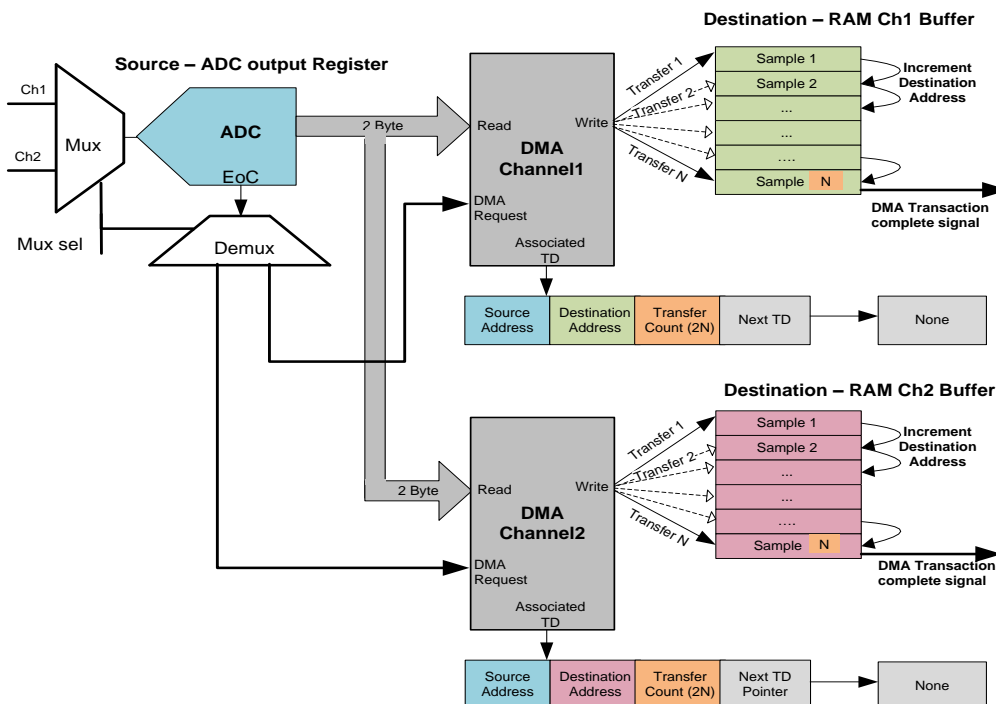 Destination – RAM Ch1 Buffer
Source – ADC output Register
Ch1
Ch2
Mux
ADC
EoC
Mux sel
Demux
2 Byte
Read
Write
DMA
Channel1
DMA
Request
Associated
TD
Transfer 1
Transfer 2
Transfer N
Sample 1
Sample 2
...
...
....
Sample N
Increment
Destination
Address
DMA Transaction
complete signal
Source
Address
Destination
Address
Transfer
Count (2N)
Next TD
None
Destination – RAM Ch2 Buffer
2 Byte
Read
Write
DMA
Channel2
DMA
Request
Associated
TD
Transfer 1
Transfer 2
Transfer N
Sample 1
Sample 2
...
...
....
Sample N
Increment
Destination
Address
DMA Transaction
complete signal
Source
Address
Destination
Address
Transfer
Count (2N)
Next TD
Pointer
None